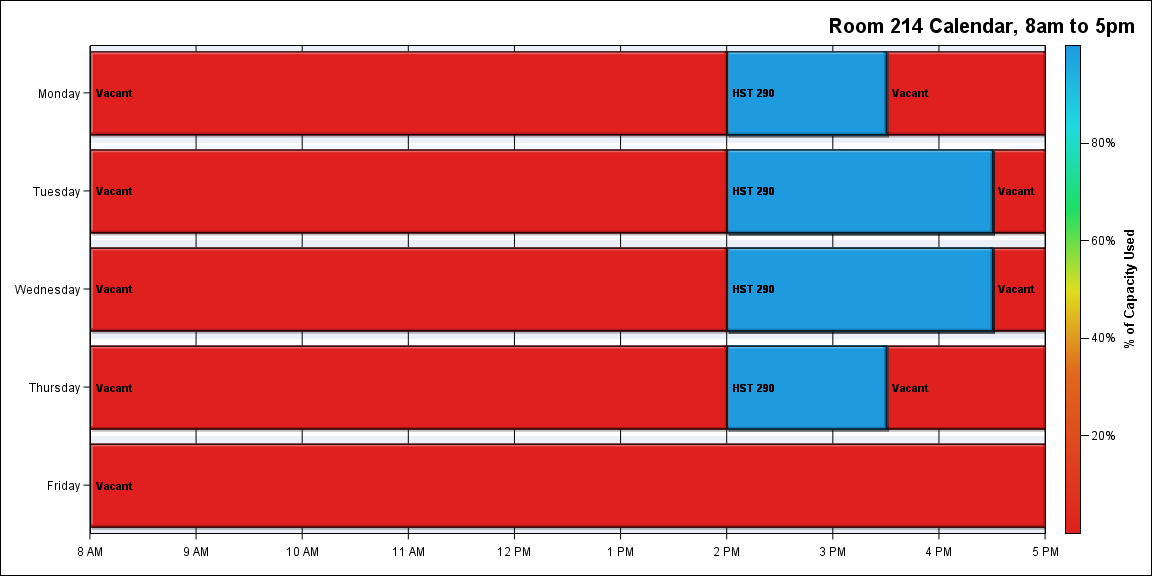 Room 214 Calendar, 8am to 5pm
Monday
Vacant
HST 290
Vacant
Tuesday
Vacant
HST 290
Vacant
Wednesday
Vacant
HST 290
Vacant
Thursday
Vacant
HST 290
Vacant
Friday
Vacant
8 AM
9 AM
10 AM
11 AM
12 PM
1 PM
2 PM
3 PM
4 PM
5 PM
80%
60%
40%
20%
% of Capacity Used